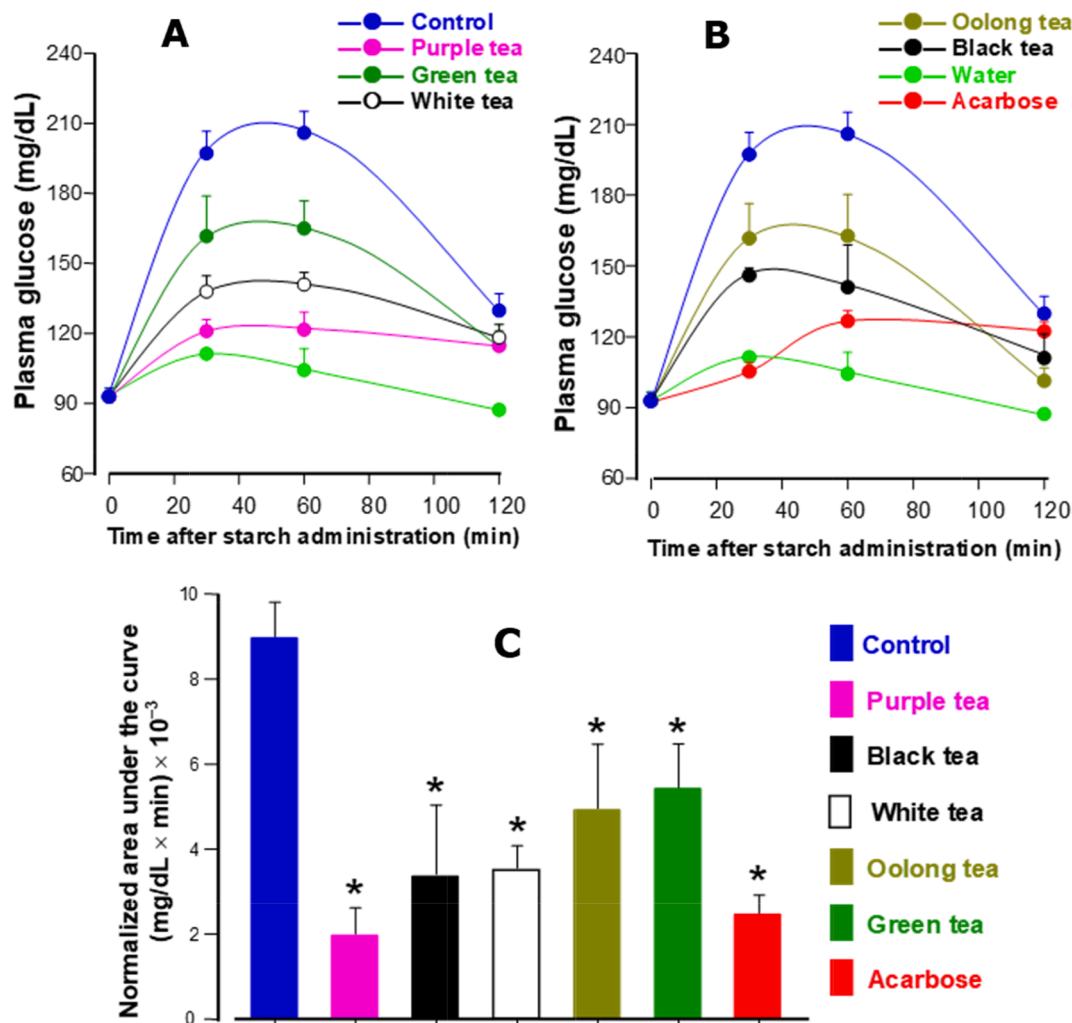 A
Control
Purple tea
Green tea
White tea
240
210
180
150
120
90
60
Plasma glucose (mg/dL)
0 20 40 60 80 100 120
Time after starch administration (min)
B
Oolong tea
Black tea
Water
Acarbose
240
210
180
150
120
90
60
Plasma glucose (mg/dL)
0 20 40 60 80 100 120
Time after starch administration (min)
C
10
8
6
4
2
0
Normalized area under the curve
(mg/dL × min) × 10⁻³
*
*
*
*
*
*
Control
Purple tea
Black tea
White tea
Oolong tea
Green tea
Acarbose